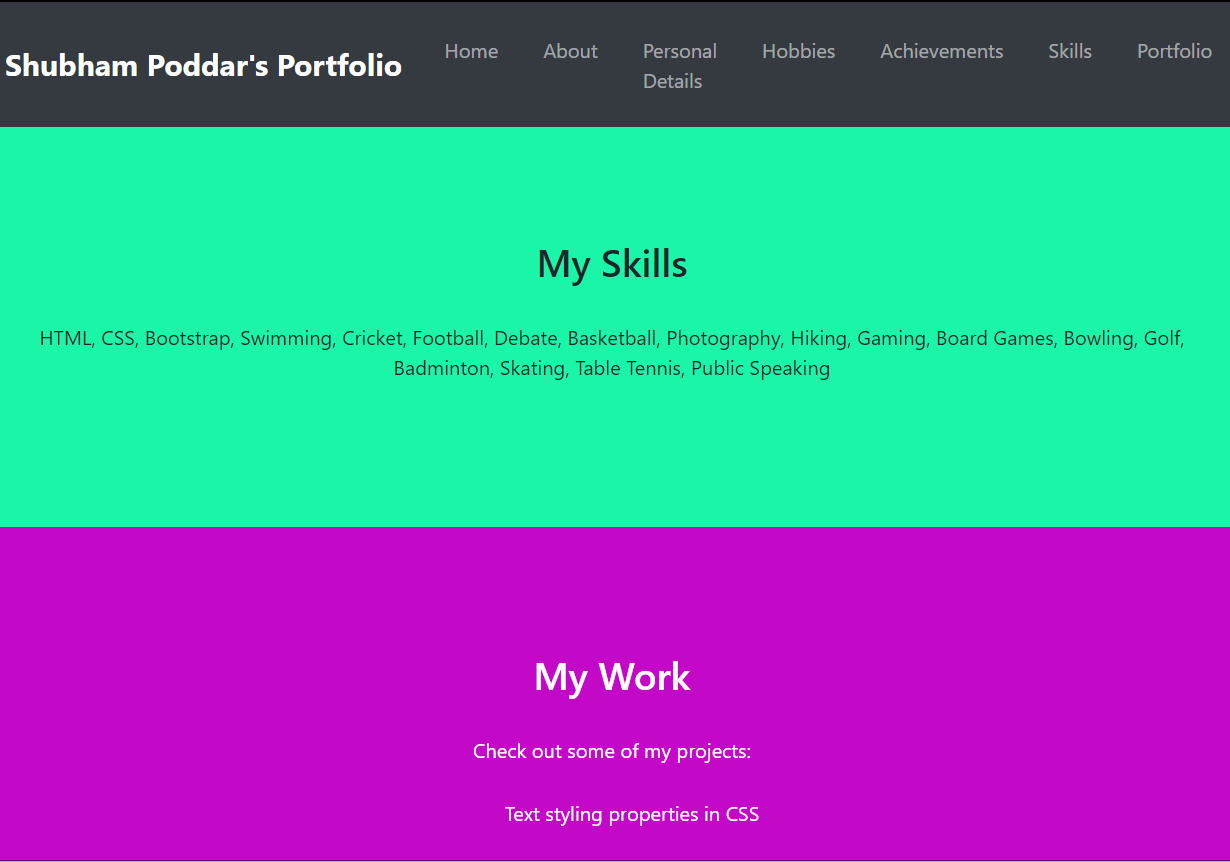 Shubham Poddar's Portfolio
Home
About
Personal
Details
Hobbies
Achievements
Skills
Portfolio
My Skills
HTML, CSS, Bootstrap, Swimming, Cricket, Football, Debate, Basketball, Photography, Hiking, Gaming, Board Games, Bowling, Golf,
Badminton, Skating, Table Tennis, Public Speaking
My Work
Check out some of my projects:
Text styling properties in CSS